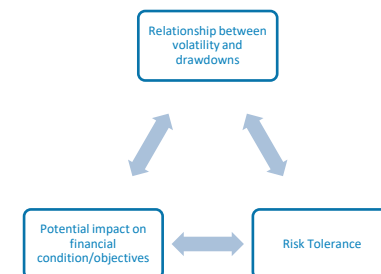 Relationship between
volatility and
drawdowns
Potential impact on
financial
condition/objectives
Risk Tolerance